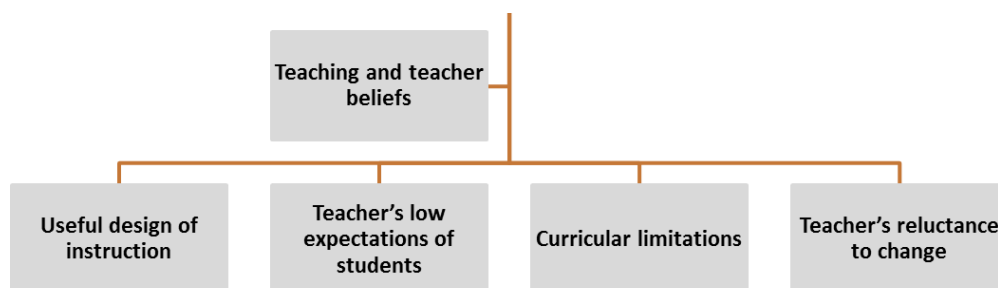 Teaching and teacher
beliefs
Useful design of
instruction
Teacher’s low
expectations of
students
Curricular limitations
Teacher’s reluctance
to change